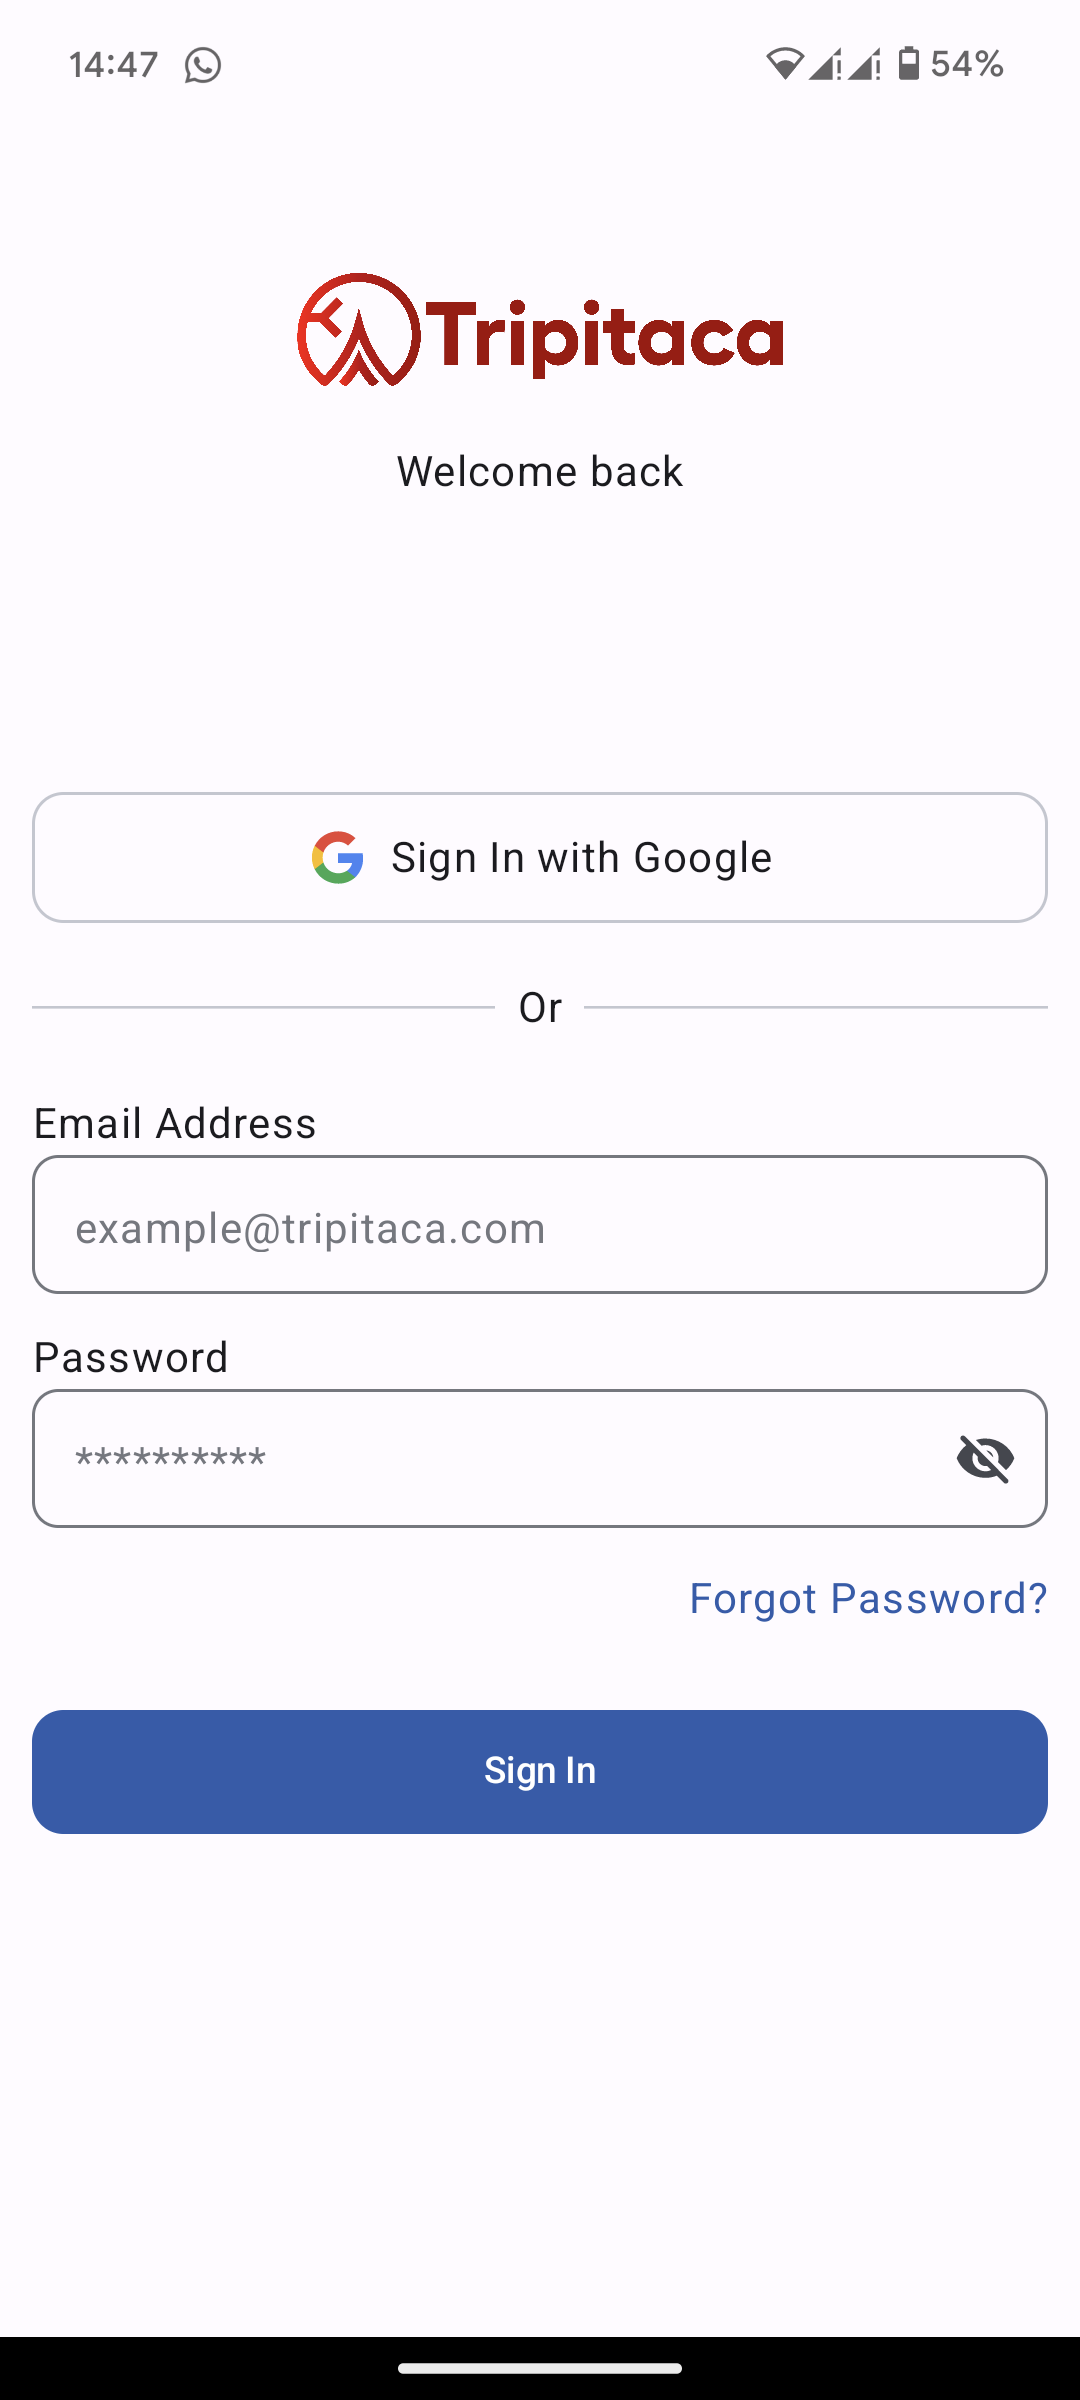 14:47
54%
Tripitaca
Welcome back
Sign In with Google
Or
Email Address
example@tripitaca.com
Password
**********
Forgot Password?
Sign In